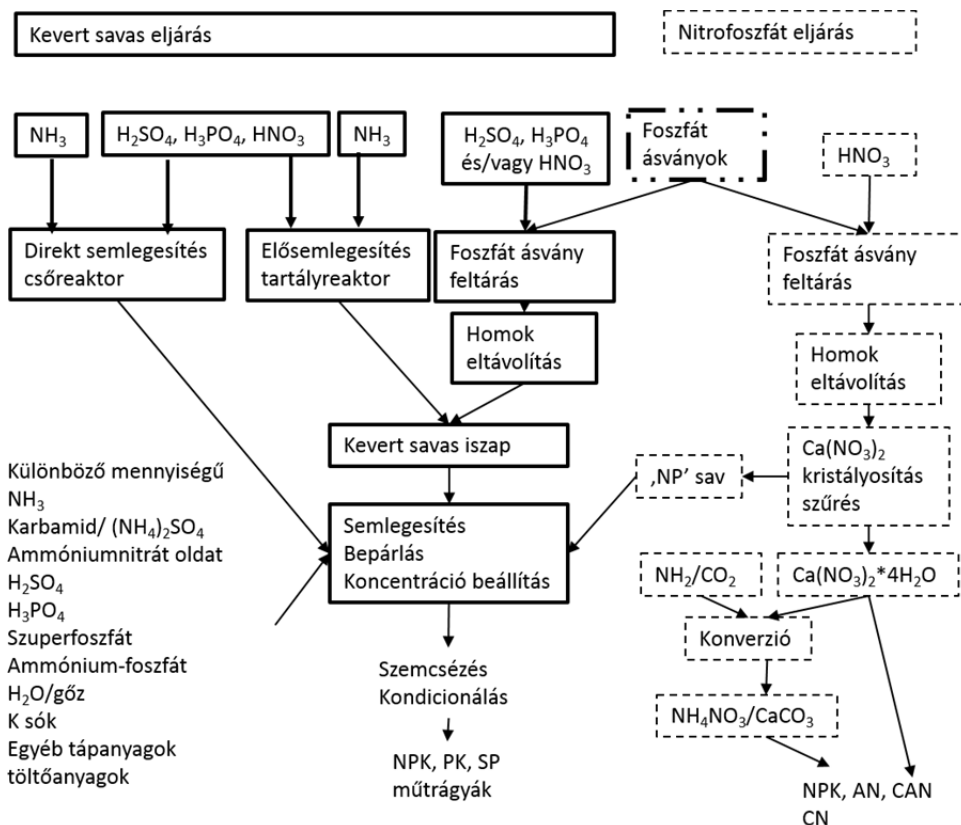 Kevert savas eljárás
Nitrofoszfát eljárás
NH₃
H₂SO₄, H₃PO₄, HNO₃
NH₃
H₂SO₄, H₃PO₄
és/vagy HNO₃
Foszfát
ásványok
HNO₃
Direkt semlegesítés
csőreaktor
Elősemlegesítés
tartályreaktor
Foszfát ásvány
feltárás
Foszfát ásvány
feltárás
Homok
eltávolítás
Homok
eltávolítás
Kevert savas iszap
Ca(NO₃)₂
kristályosítás
szűrés
‚NP’ sav
Különböző mennyiségű
NH₃
Karbamid/ (NH₄)₂SO₄
Ammóniumnitrát oldat
H₂SO₄
H₃PO₄
Szuperfoszfát
Ammónium-foszfát
H₂O/gőz
K sók
Egyéb tápanyagok
töltőanyagok
Semlegesítés
Bepárlás
Koncentráció beállítás
NH₂/CO₂
Ca(NO₃)₂*4H₂O
Konverzió
Szemcsézés
Kondicionálás
NH₄NO₃/CaCO₃
NPK, PK, SP
műtrágyák
NPK, AN, CAN
CN